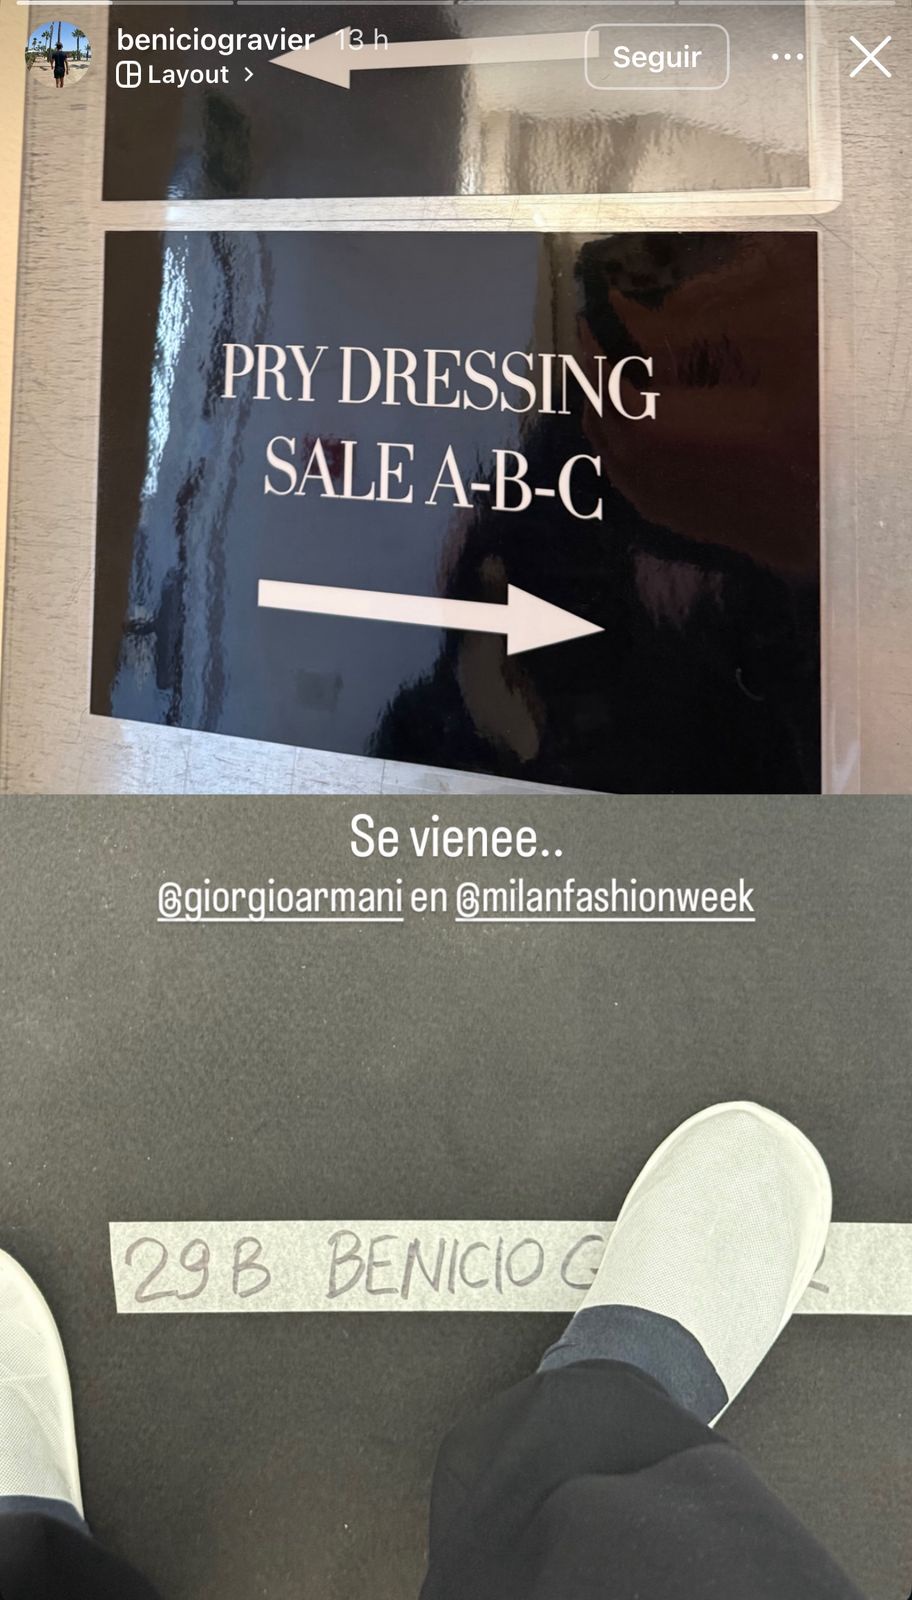 beniciogravier 13 h
Layout
Seguir
PRY DRESSING
SALE A-B-C
Se vienee..
@giorgioarmani en @milanfashionweek
29 B BENICIO G